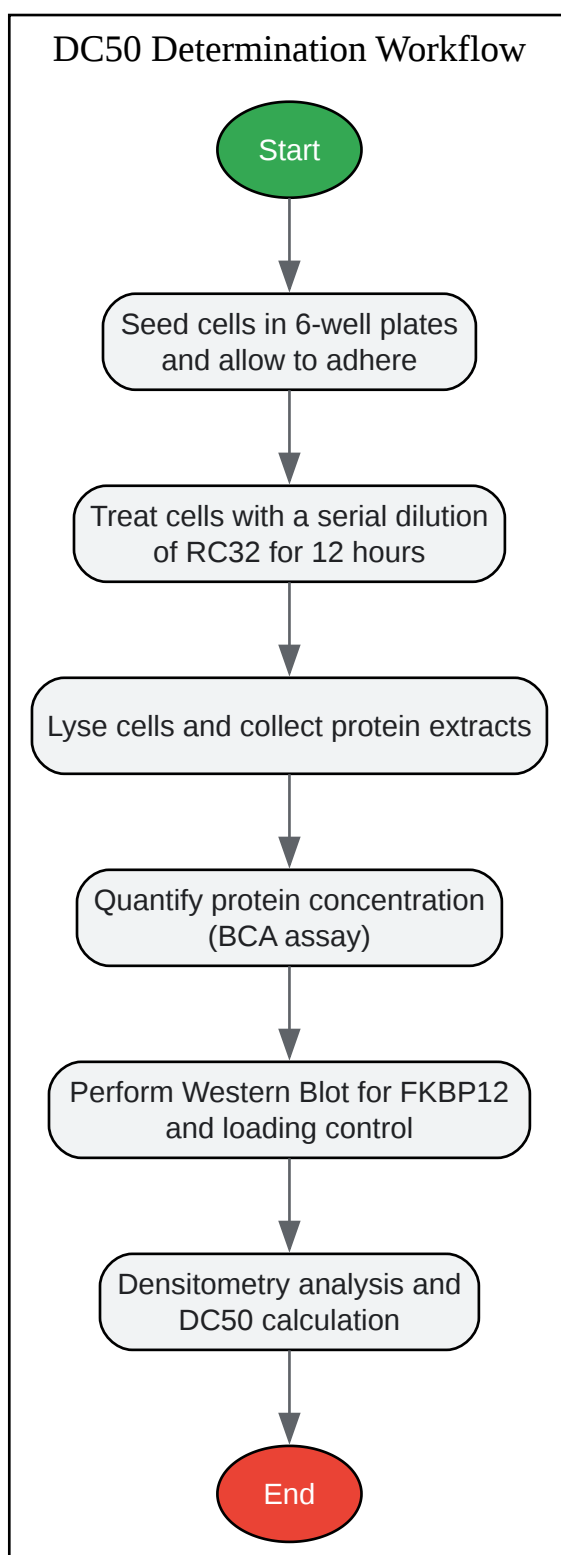 DC50 Determination Workflow
Start
Seed cells in 6-well plates
and allow to adhere
Treat cells with a serial dilution
of RC32 for 12 hours
Lyse cells and collect protein extracts
Quantify protein concentration
(BCA assay)
Perform Western Blot for FKBP12
and loading control
Densitometry analysis and
DC50 calculation
End